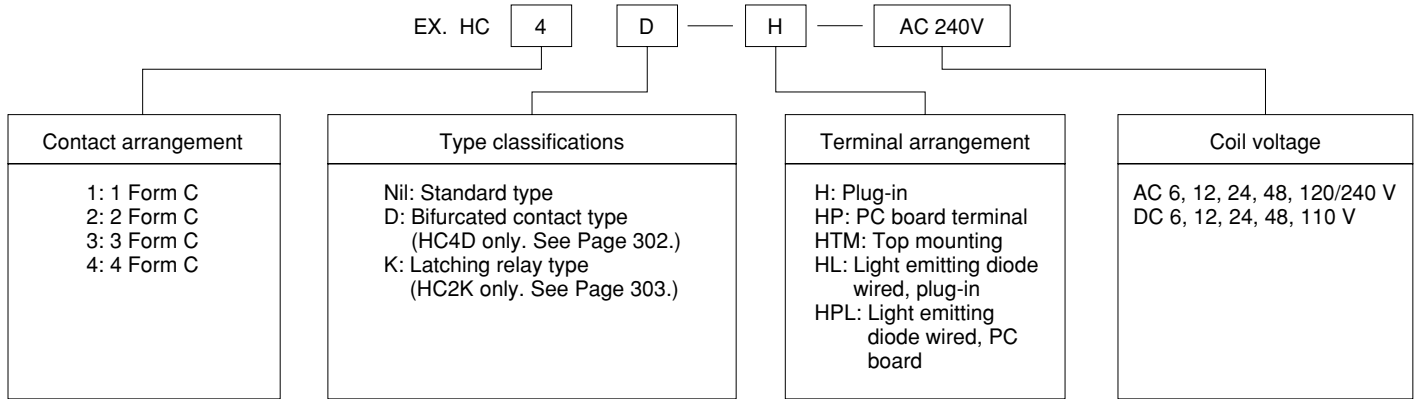 EX. HC 4 D H AC 240V
Contact arrangement
1: 1 Form C
2: 2 Form C
3: 3 Form C
4: 4 Form C
Type classifications
Nil: Standard type
D: Bifurcated contact type
(HC4D only. See Page 302.)
K: Latching relay type
(HC2K only. See Page 303.)
Terminal arrangement
H: Plug-in
HP: PC board terminal
HTM: Top mounting
HL: Light emitting diode
wired, plug-in
HPL: Light emitting
diode wired, PC
board
Coil voltage
AC 6, 12, 24, 48, 120/240 V
DC 6, 12, 24, 48, 110 V